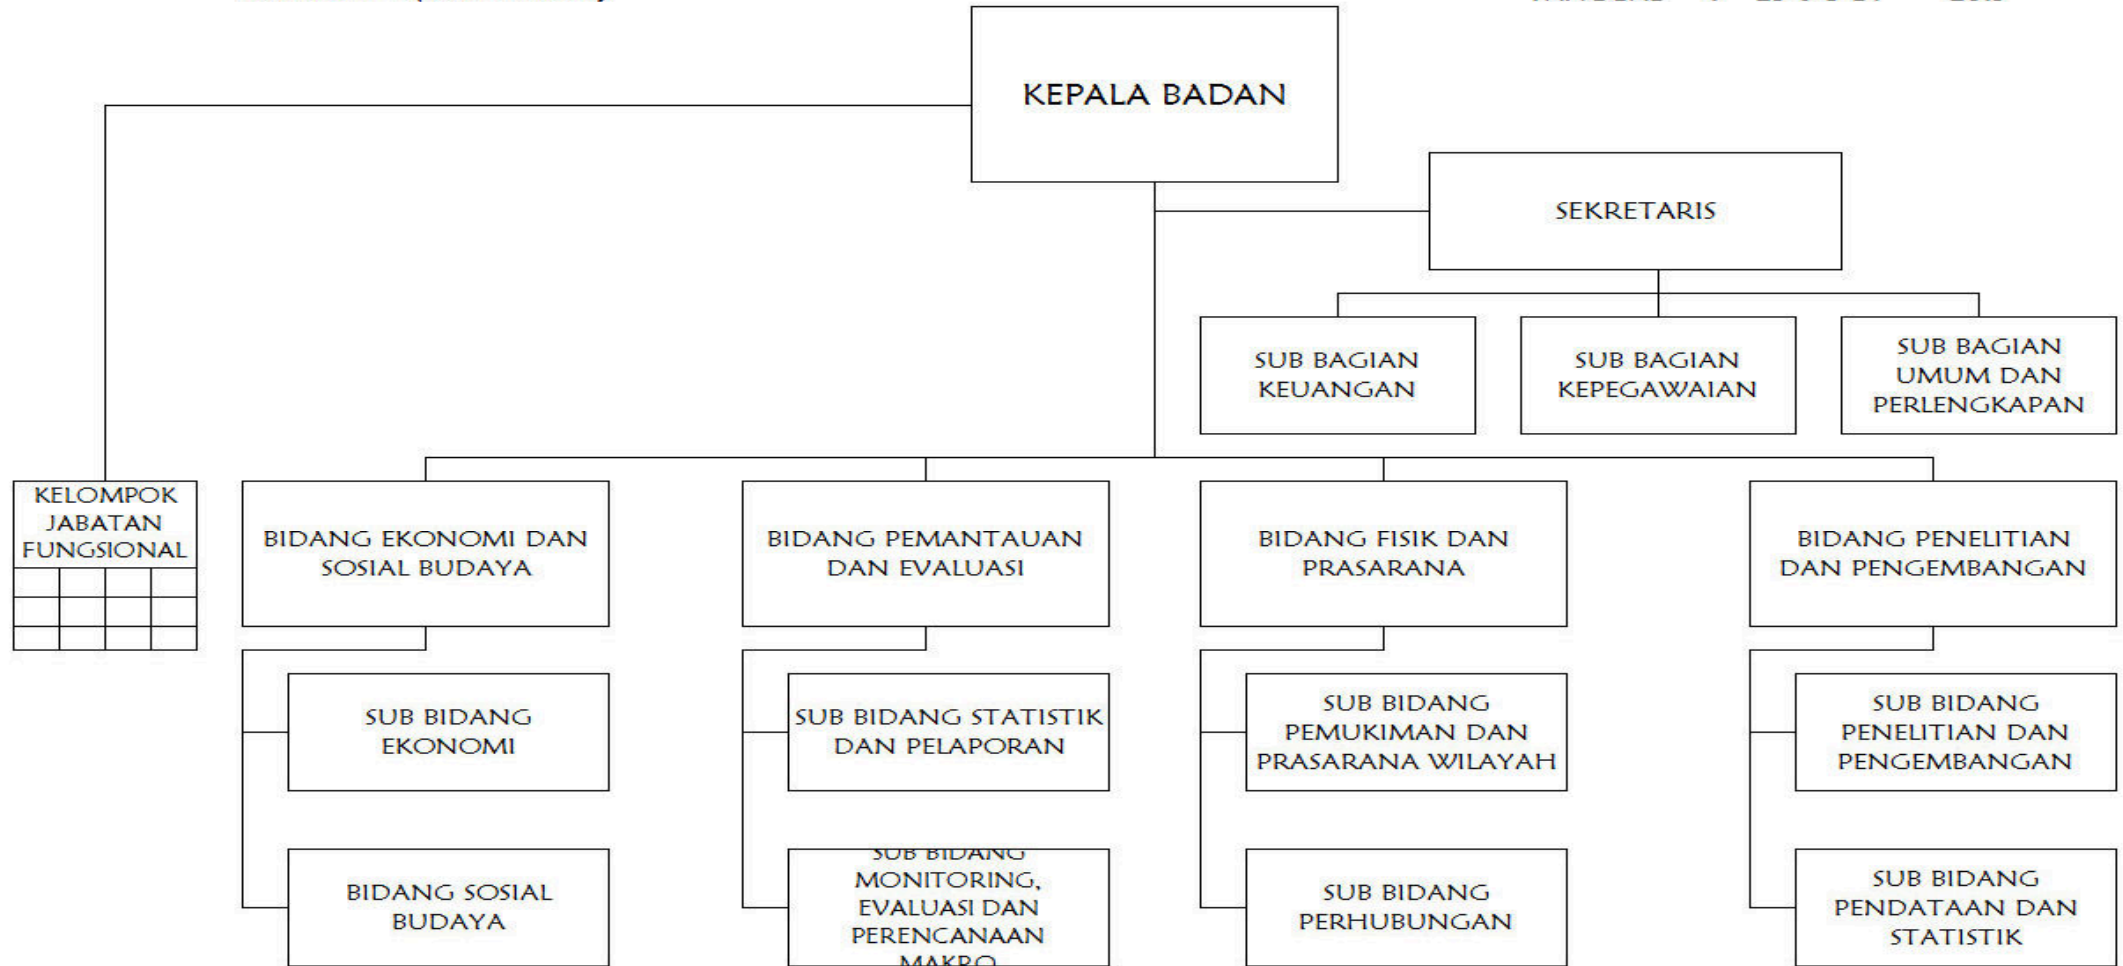 KEPALA BADAN
SEKRETARIS
SUB BAGIAN
KEUANGAN
SUB BAGIAN
KEPEGAWAIAN
SUB BAGIAN
UMUM DAN
PERLENGKAPAN
KELOMPOK
JABATAN
FUNGSIONAL
BIDANG EKONOMI DAN
SOSIAL BUDAYA
BIDANG PEMANTAUAN
DAN EVALUASI
BIDANG FISIK DAN
PRASARANA
BIDANG PENELITIAN
DAN PENGEMBANGAN
SUB BIDANG
EKONOMI
SUB BIDANG STATISTIK
DAN PELAPORAN
SUB BIDANG
PEMUKIMAN DAN
PRASARANA WILAYAH
SUB BIDANG
PENELITIAN DAN
PENGEMBANGAN
BIDANG SOSIAL
BUDAYA
SUB BIDANG
MONITORING,
EVALUASI DAN
PERENCANAAN
MAKRO
SUB BIDANG
PERHUBUNGAN
SUB BIDANG
PENDATAAN DAN
STATISTIK